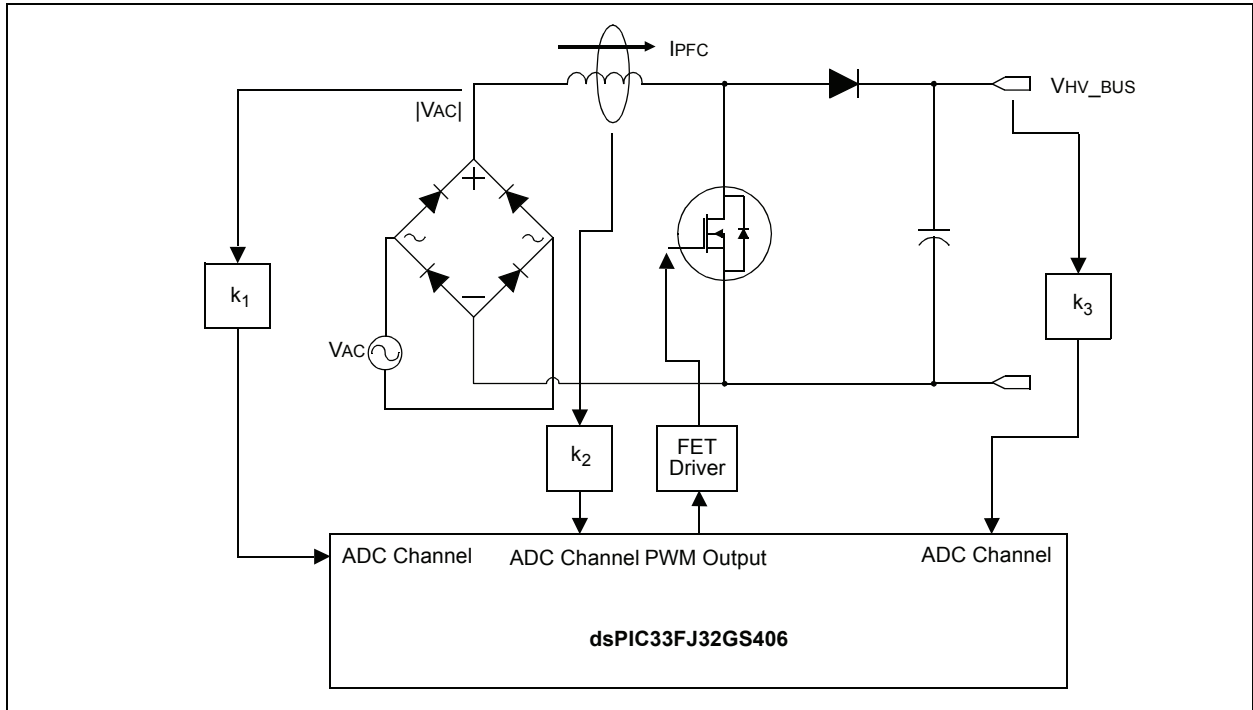 IPFC
VHV_BUS
|VAC|
k1
k3
VAC
k2
FET
Driver
ADC Channel
ADC Channel
PWM Output
ADC Channel
dsPIC33FJ32GS406